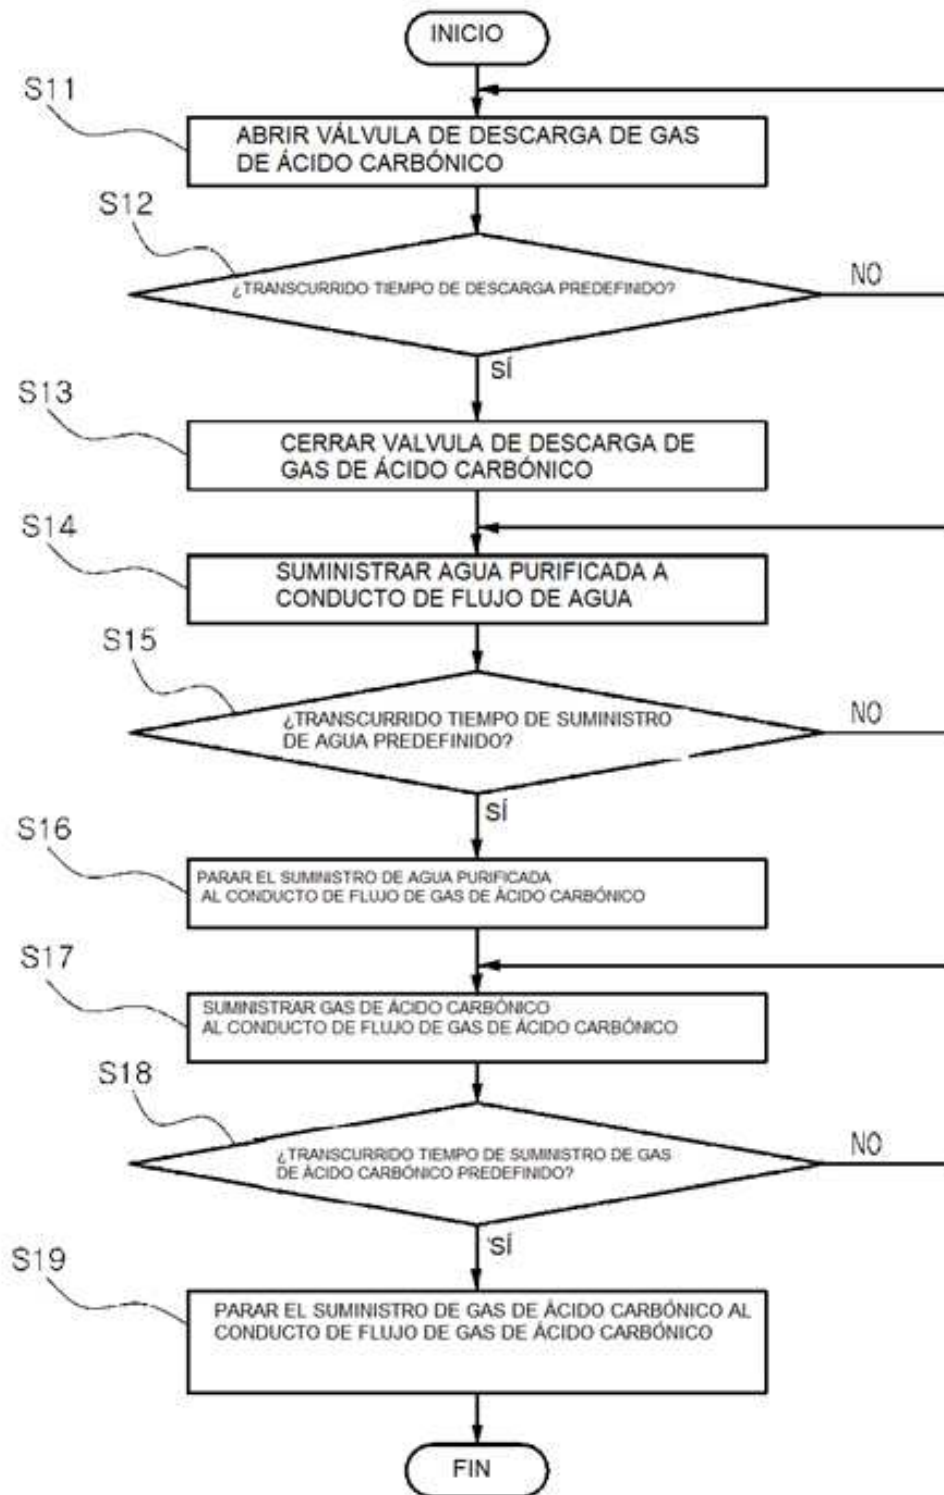 INICIO
S11
ABRIR VÁLVULA DE DESCARGA DE GAS
DE ÁCIDO CARBÓNICO
S12
¿TRANSCURRIDO TIEMPO DE DESCARGA PREDEFINIDO?
NO
SÍ
S13
CERRAR VALVULA DE DESCARGA DE
GAS DE ÁCIDO CARBÓNICO
S14
SUMINISTRAR AGUA PURIFICADA A
CONDUCTO DE FLUJO DE AGUA
S15
¿TRANSCURRIDO TIEMPO DE SUMINISTRO
DE AGUA PREDEFINIDO?
NO
SÍ
S16
PARAR EL SUMINISTRO DE AGUA PURIFICADA
AL CONDUCTO DE FLUJO DE GAS DE ÁCIDO CARBÓNICO
S17
SUMINISTRAR GAS DE ÁCIDO CARBÓNICO
AL CONDUCTO DE FLUJO DE GAS DE ÁCIDO CARBÓNICO
S18
¿TRANSCURRIDO TIEMPO DE SUMINISTRO DE GAS
DE ÁCIDO CARBÓNICO PREDEFINIDO?
NO
SÍ
S19
PARAR EL SUMINISTRO DE GAS DE ÁCIDO CARBÓNICO AL
CONDUCTO DE FLUJO DE GAS DE ÁCIDO CARBÓNICO
FIN